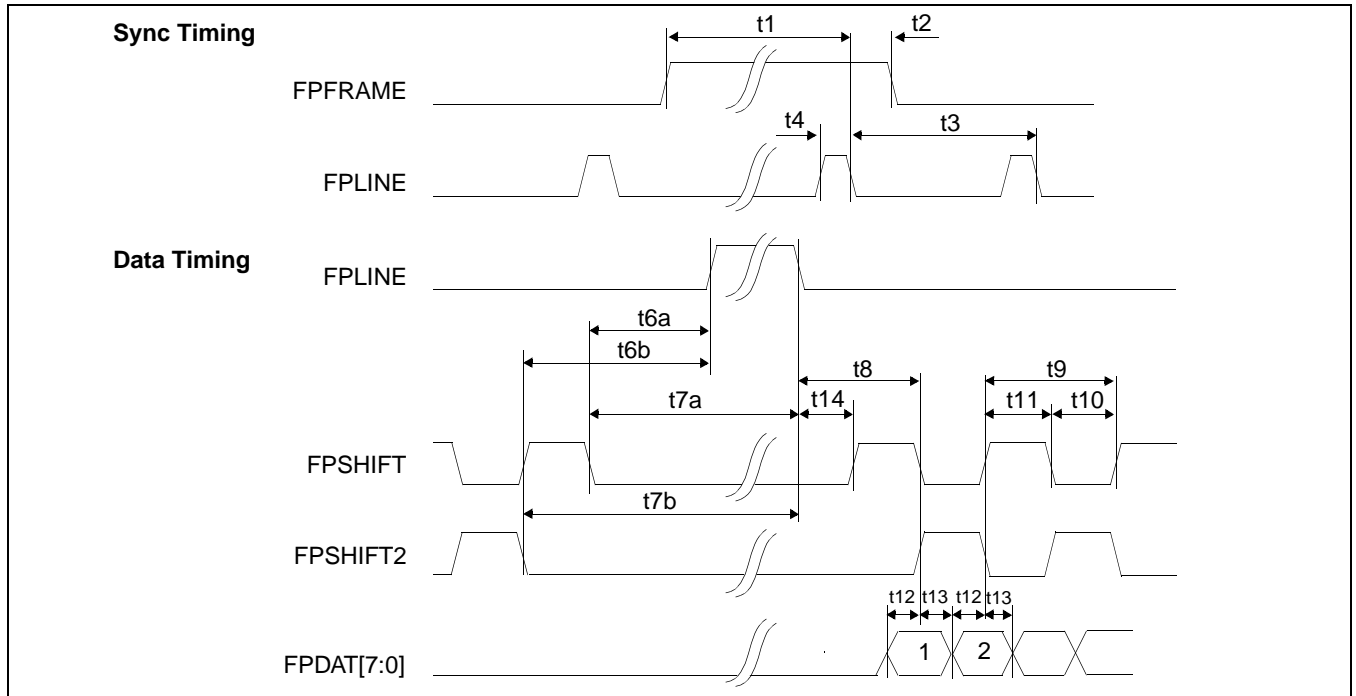 Sync Timing
t1
t2
FPFRAME
t4
t3
FPLINE
Data Timing
FPLINE
t6a
t6b
t8
t9
t7a
t14
t11
t10
FPSHIFT
t7b
FPSHIFT2
t12
t13
t12
t13
FPDAT[7:0]
1
2